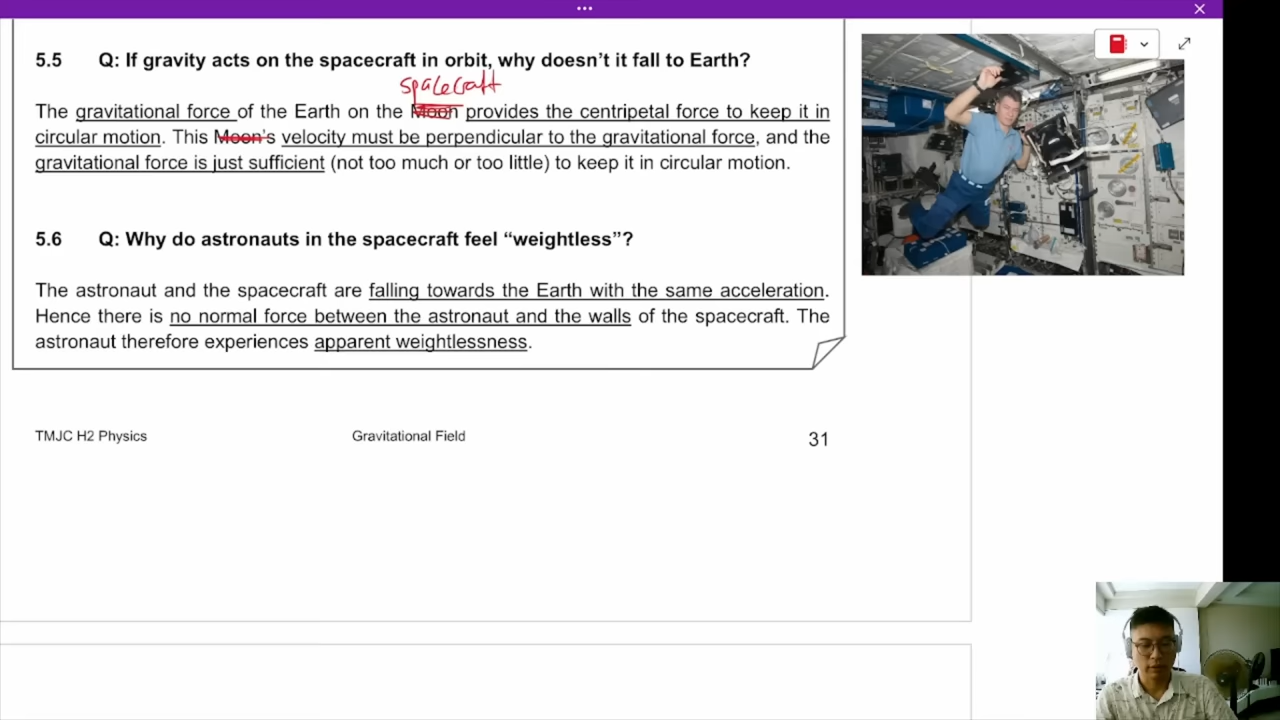 5.5 Q: If gravity acts on the spacecraft in orbit, why doesn't it fall to Earth?
spacecraft
The gravitational force of the Earth on the Moon provides the centripetal force to keep it in
circular motion. This Moon's velocity must be perpendicular to the gravitational force, and the
gravitational force is just sufficient (not too much or too little) to keep it in circular motion.
5.6 Q: Why do astronauts in the spacecraft feel “weightless”?
The astronaut and the spacecraft are falling towards the Earth with the same acceleration.
Hence there is no normal force between the astronaut and the walls of the spacecraft. The
astronaut therefore experiences apparent weightlessness.
TMJC H2 Physics Gravitational Field 31